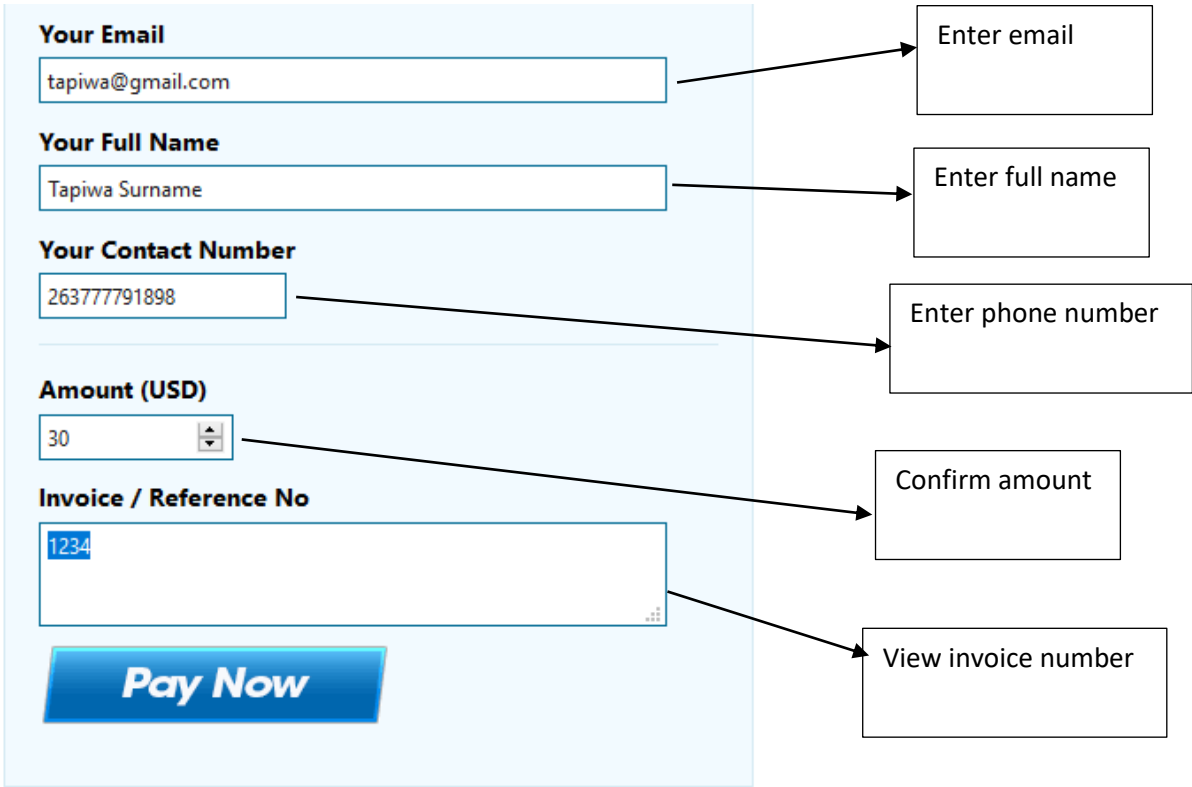 Your Email
Enter email
tapiwa@gmail.com
Your Full Name
Enter full name
Tapiwa Surname
Your Contact Number
263777791898
Enter phone number
Amount (USD)
30
Confirm amount
Invoice / Reference No
1234
View invoice number
Pay Now